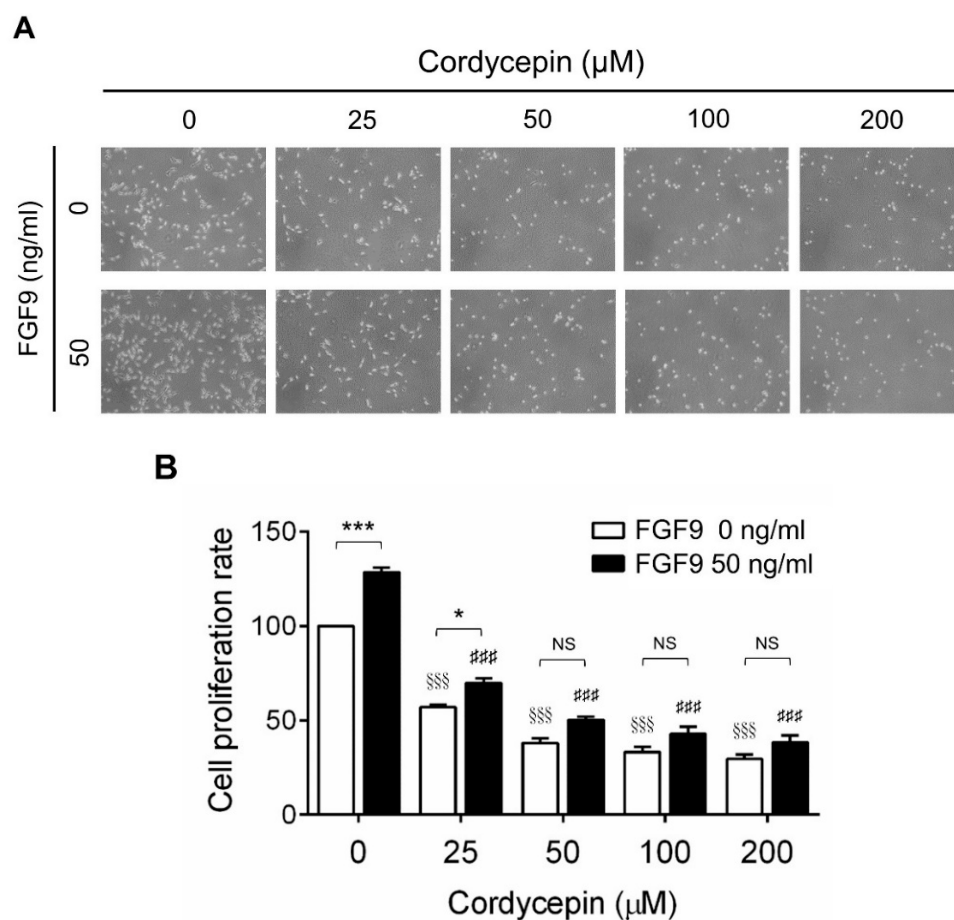 A
Cordycepin (µM)
0 25 50 100 200
FGF9 (ng/ml)
0
50
B
Cell proliferation rate
150
100
50
0
FGF9 0 ng/ml
FGF9 50 ng/ml
*** * NS NS NS
§§§ ♯♯♯ §§§ ♯♯♯ §§§ ♯♯♯ §§§ ♯♯♯
0 25 50 100 200
Cordycepin (µM)